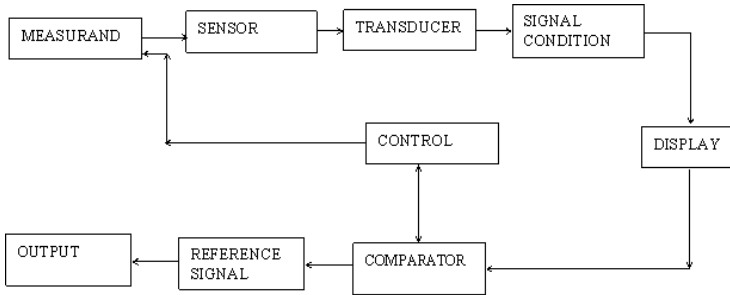 MEASURAND
SENSOR
TRANSDUCER
SIGNAL
CONDITION
CONTROL
DISPLAY
OUTPUT
REFERENCE
SIGNAL
COMPARATOR